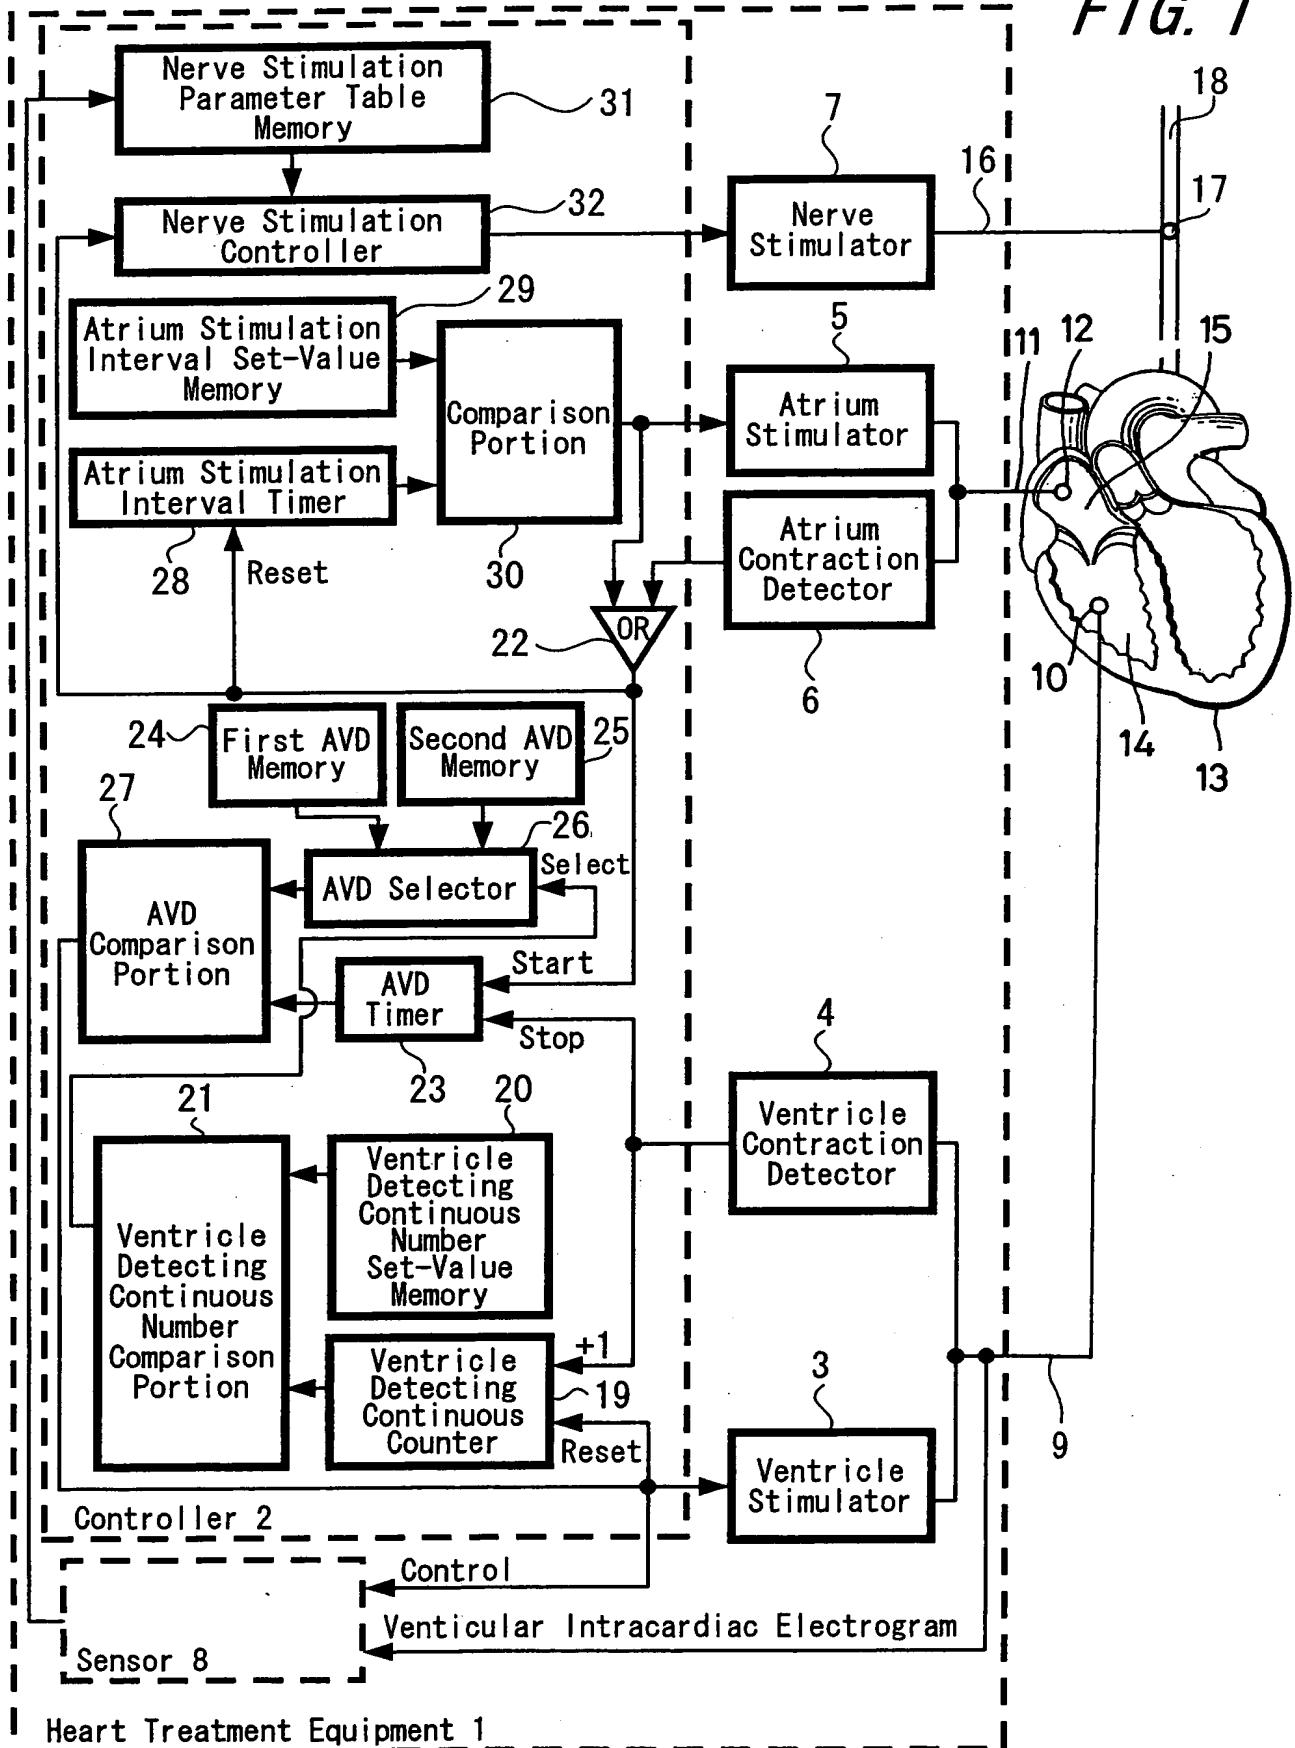 FIG. 1
Nerve Stimulation
Parameter Table
Memory
31
Nerve Stimulation
Controller
32
7
Nerve
Stimulator
16
18
17
Atrium Stimulation
Interval Set-Value
Memory
29
Atrium Stimulation
Interval Timer
28
Reset
Comparison
Portion
30
5
Atrium
Stimulator
Atrium
Contraction
Detector
6
11
12
15
10
14
13
OR
22
24
First AVD
Memory
Second AVD
Memory
25
27
AVD
Comparison
Portion
26
AVD Selector
Select
AVD
Timer
23
Start
Stop
21
Ventricle
Detecting
Continuous
Number
Comparison
Portion
20
Ventricle
Detecting
Continuous
Number
Set-Value
Memory
Ventricle
Detecting
Continuous
Counter
+1
19
Reset
4
Ventricle
Contraction
Detector
3
Ventricle
Stimulator
9
Controller 2
Control
Venticular Intracardiac Electrogram
Sensor 8
Heart Treatment Equipment 1